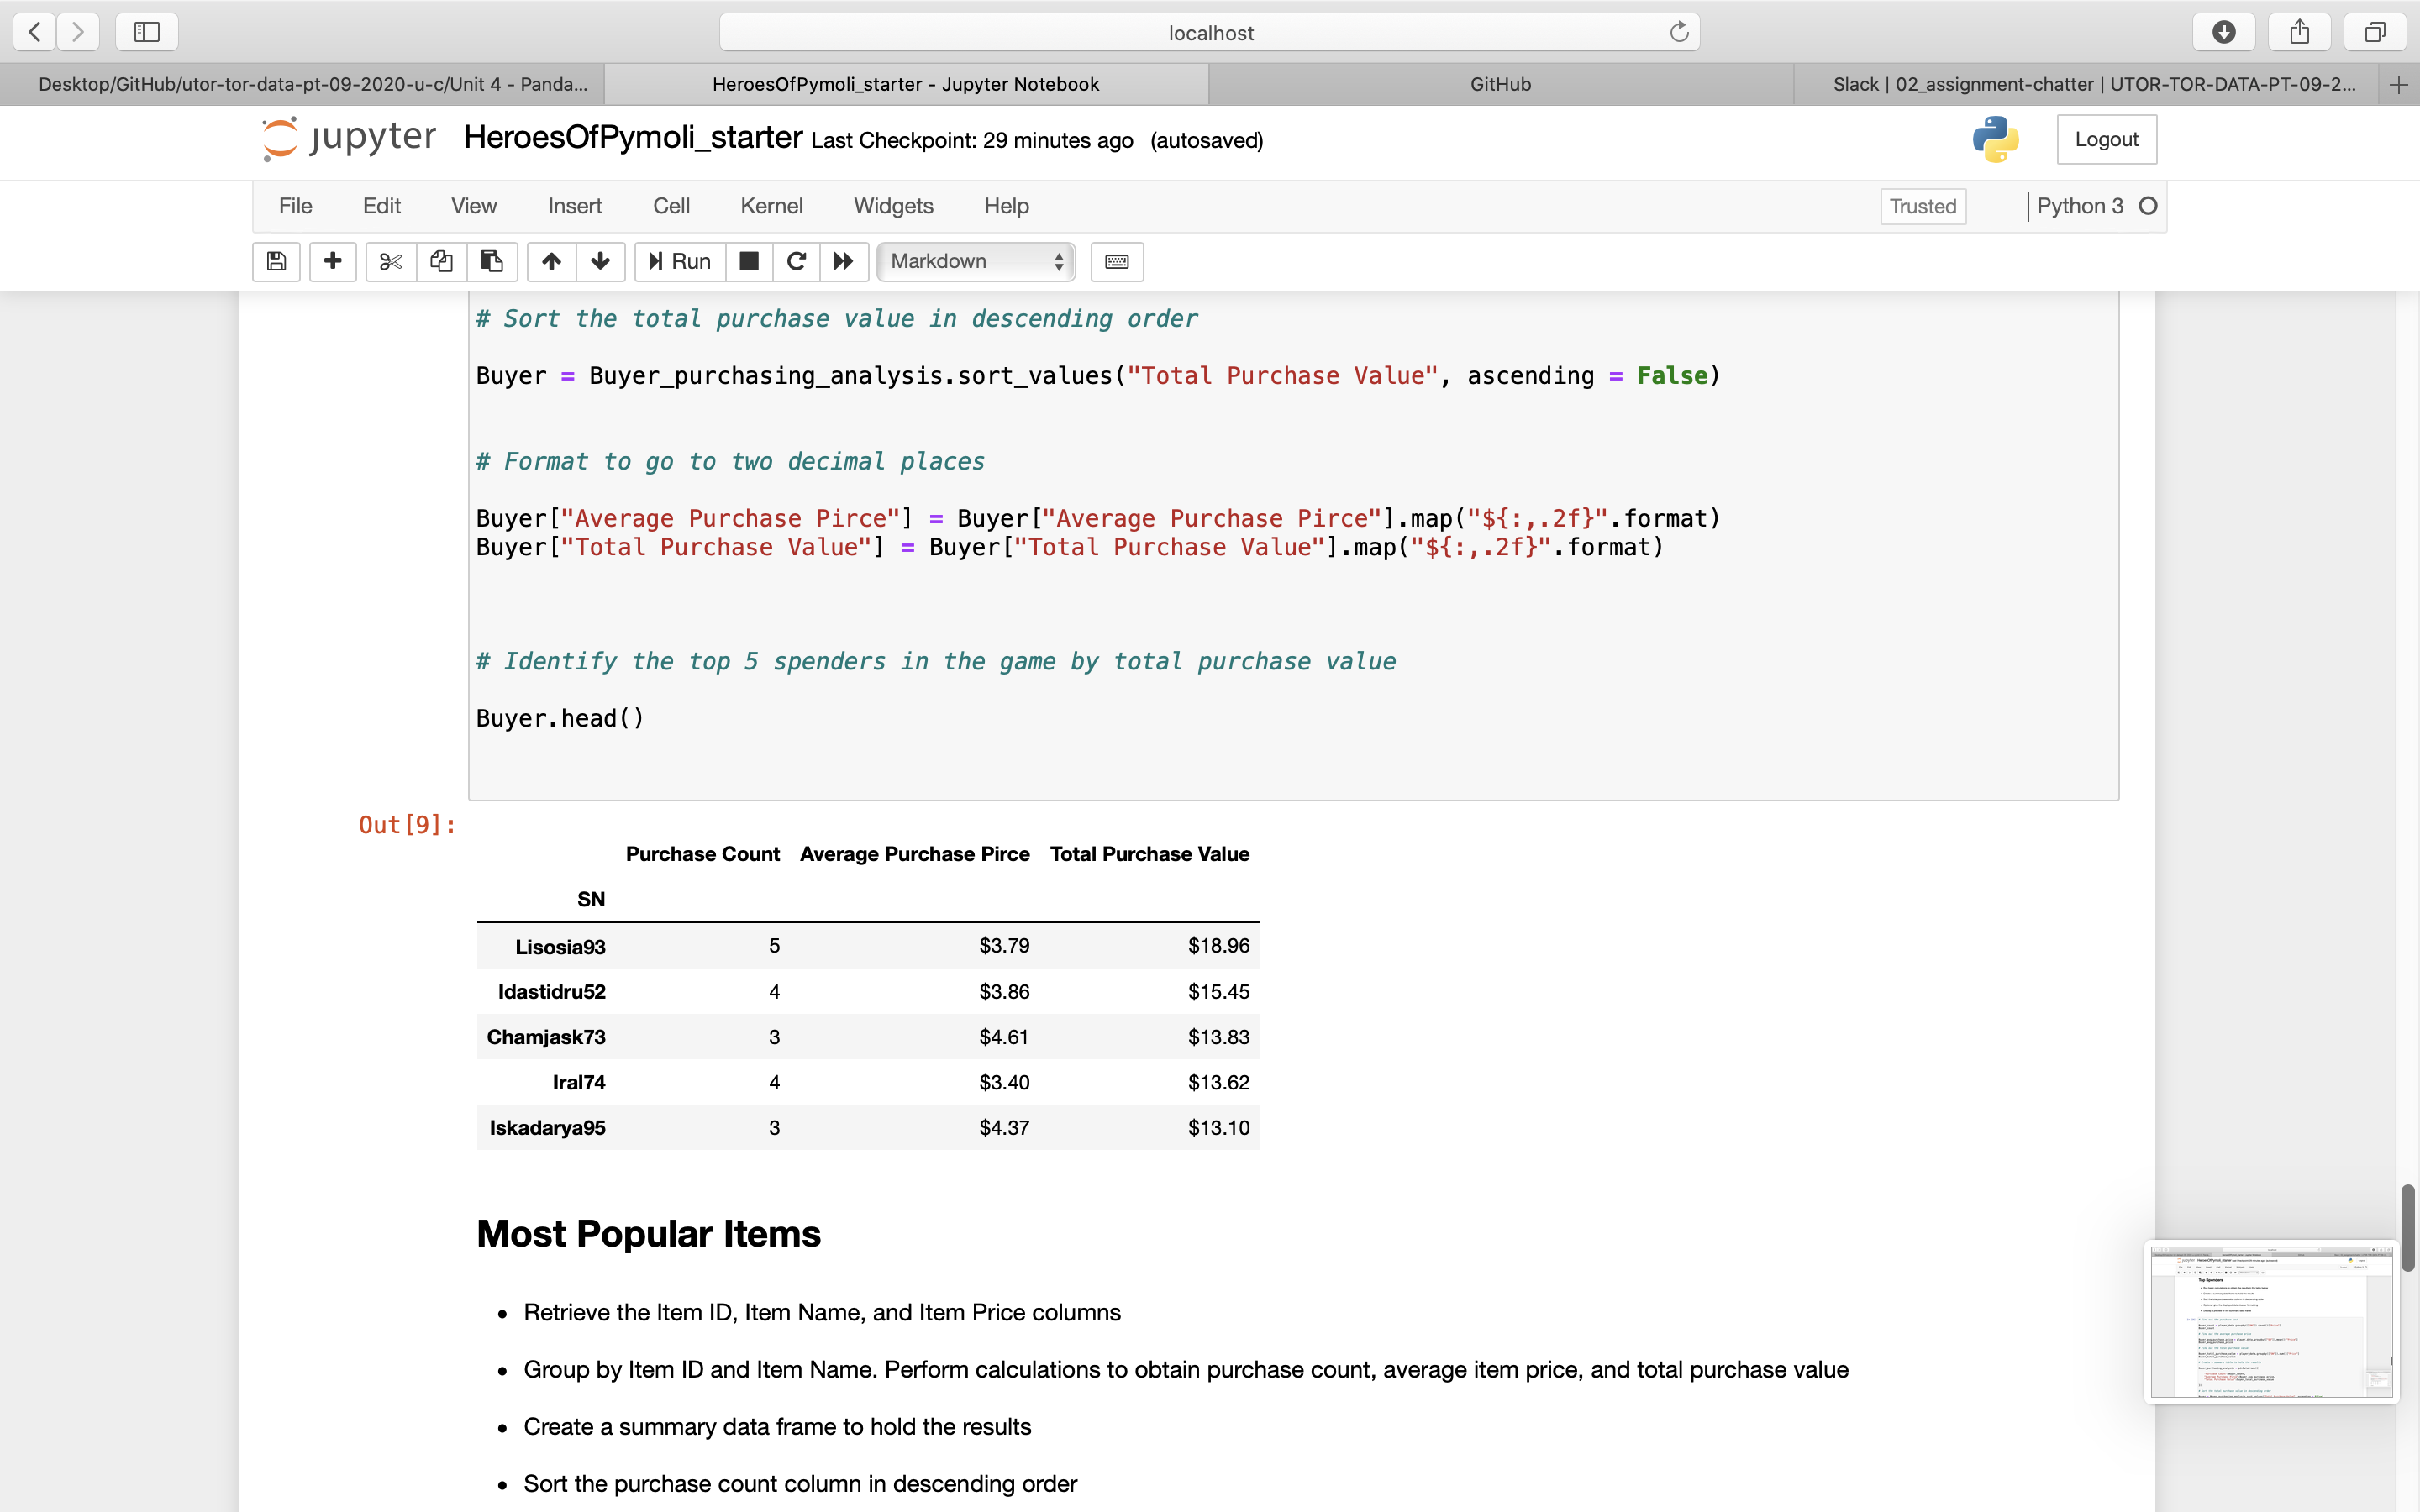 localhost
Desktop/GitHub/utor-tor-data-pt-09-2020-u-c/Unit 4 - Panda...
HeroesOfPymoli_starter - Jupyter Notebook
GitHub
Slack | 02_assignment-chatter | UTOR-TOR-DATA-PT-09-2...
jupyter HeroesOfPymoli_starter Last Checkpoint: 29 minutes ago (autosaved)
Logout
File Edit View Insert Cell Kernel Widgets Help
Trusted
Python 3
Run
Markdown
# Sort the total purchase value in descending order
Buyer = Buyer_purchasing_analysis.sort_values("Total Purchase Value", ascending = False)
# Format to go to two decimal places
Buyer["Average Purchase Pirce"] = Buyer["Average Purchase Pirce"].map("${:,.2f}".format)
Buyer["Total Purchase Value"] = Buyer["Total Purchase Value"].map("${:,.2f}".format)
# Identify the top 5 spenders in the game by total purchase value
Buyer.head()
Out[9]:
Purchase Count Average Purchase Pirce Total Purchase Value
SN
Lisosia93 5 $3.79 $18.96
Idastidru52 4 $3.86 $15.45
Chamjask73 3 $4.61 $13.83
Iral74 4 $3.40 $13.62
Iskadarya95 3 $4.37 $13.10
Most Popular Items
• Retrieve the Item ID, Item Name, and Item Price columns
• Group by Item ID and Item Name. Perform calculations to obtain purchase count, average item price, and total purchase value
• Create a summary data frame to hold the results
• Sort the purchase count column in descending order